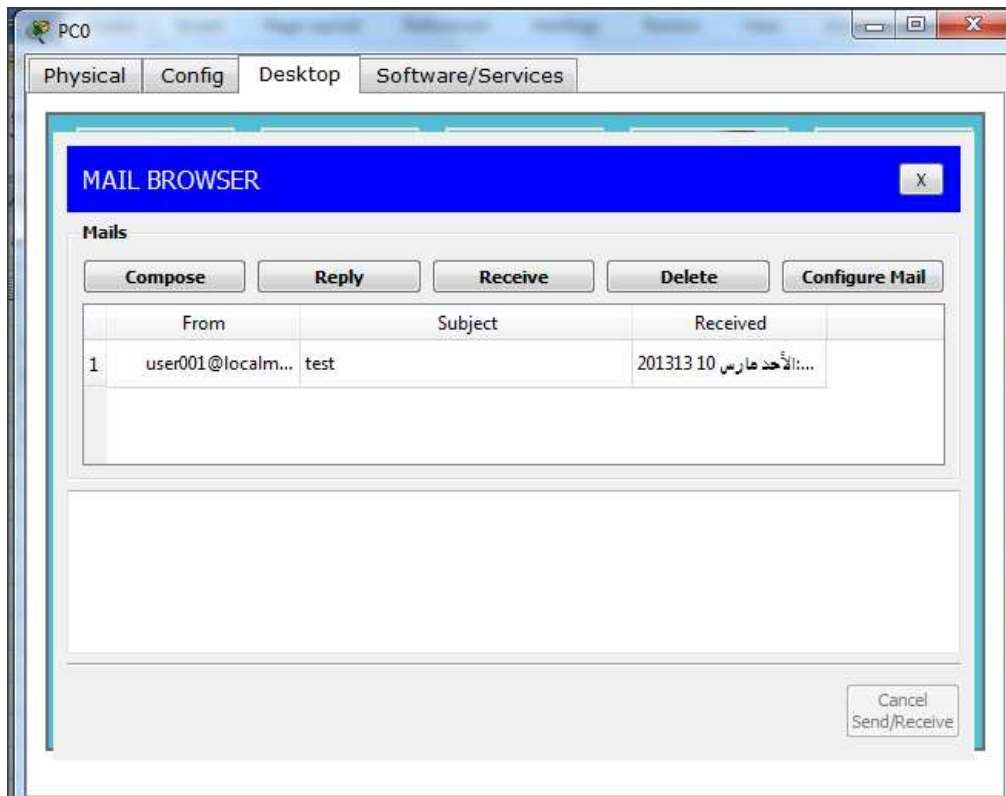 PC0
Physical Config Desktop Software/Services
MAIL BROWSER X
Mails
Compose Reply Receive Delete Configure Mail
From Subject Received
1 user001@localm... test الأحد مارس 10 201313:...
Cancel
Send/Receive